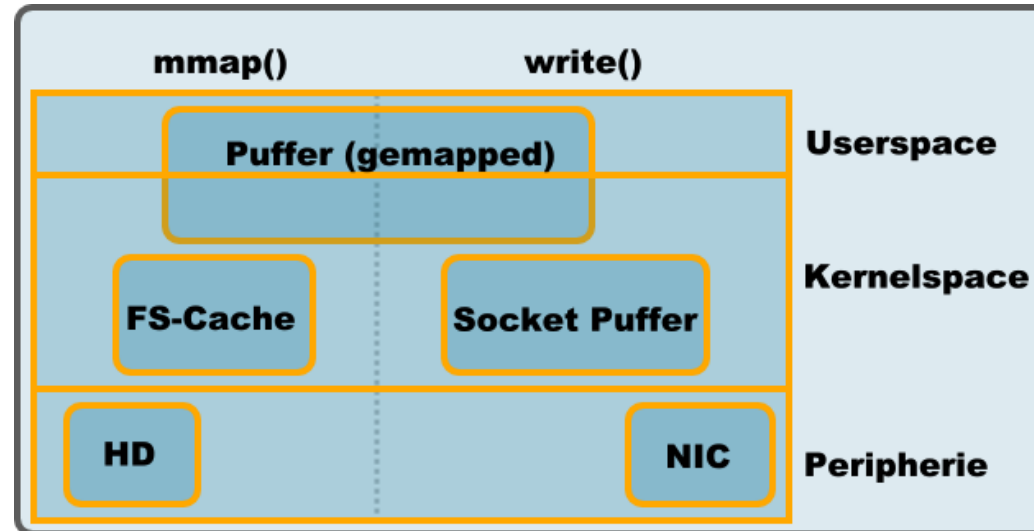 mmap()
write()
Puffer (gemapped)
Userspace
FS-Cache
Socket Puffer
Kernelspace
HD
NIC
Peripherie